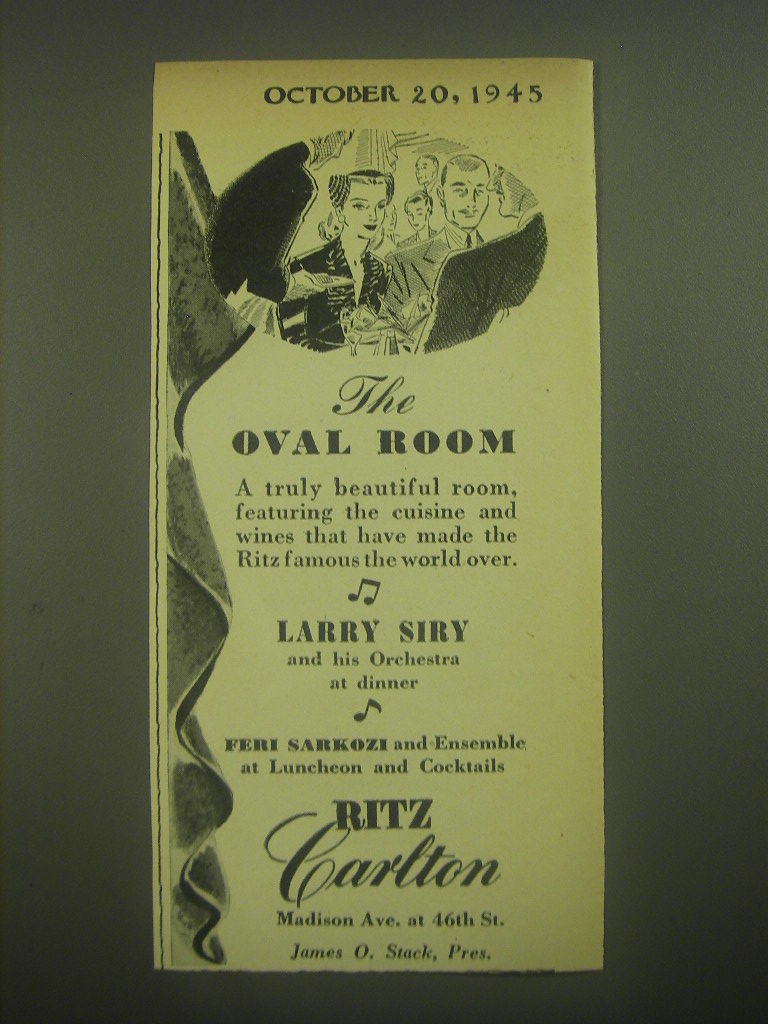 OCTOBER 20, 1945
The
OVAL ROOM
A truly beautiful room,
featuring the cuisine and
wines that have made the
Ritz famous the world over.
LARRY SIRY
and his Orchestra
at dinner
FERI SARKOZI and Ensemble
at Luncheon and Cocktails
RITZ
Carlton
Madison Ave. at 46th St.
James O. Stack, Pres.